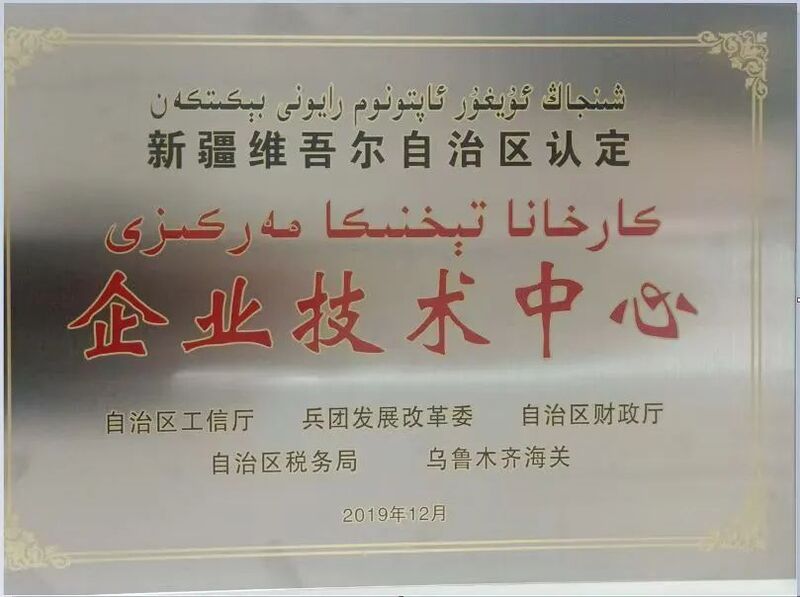 شىنجاڭ ئۇيغۇر ئاپتونوم رايونى بېكىتكەن
新疆维吾尔自治区认定
كارخانا تېخنىكا مەركىزى
企业技术中心
自治区工信厅 兵团发展改革委 自治区财政厅
自治区税务局 乌鲁木齐海关
2019年12月